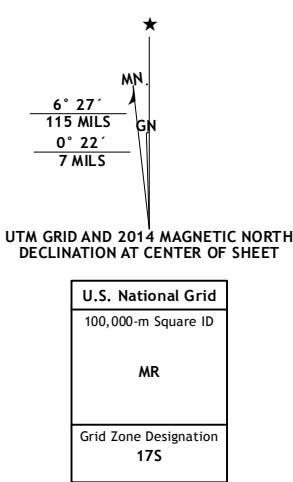 ★
MN.
6° 27´
115 MILS
GN
0° 22´
7 MILS
UTM GRID AND 2014 MAGNETIC NORTH
DECLINATION AT CENTER OF SHEET
U.S. National Grid
100,000-m Square ID
MR
Grid Zone Designation
17S